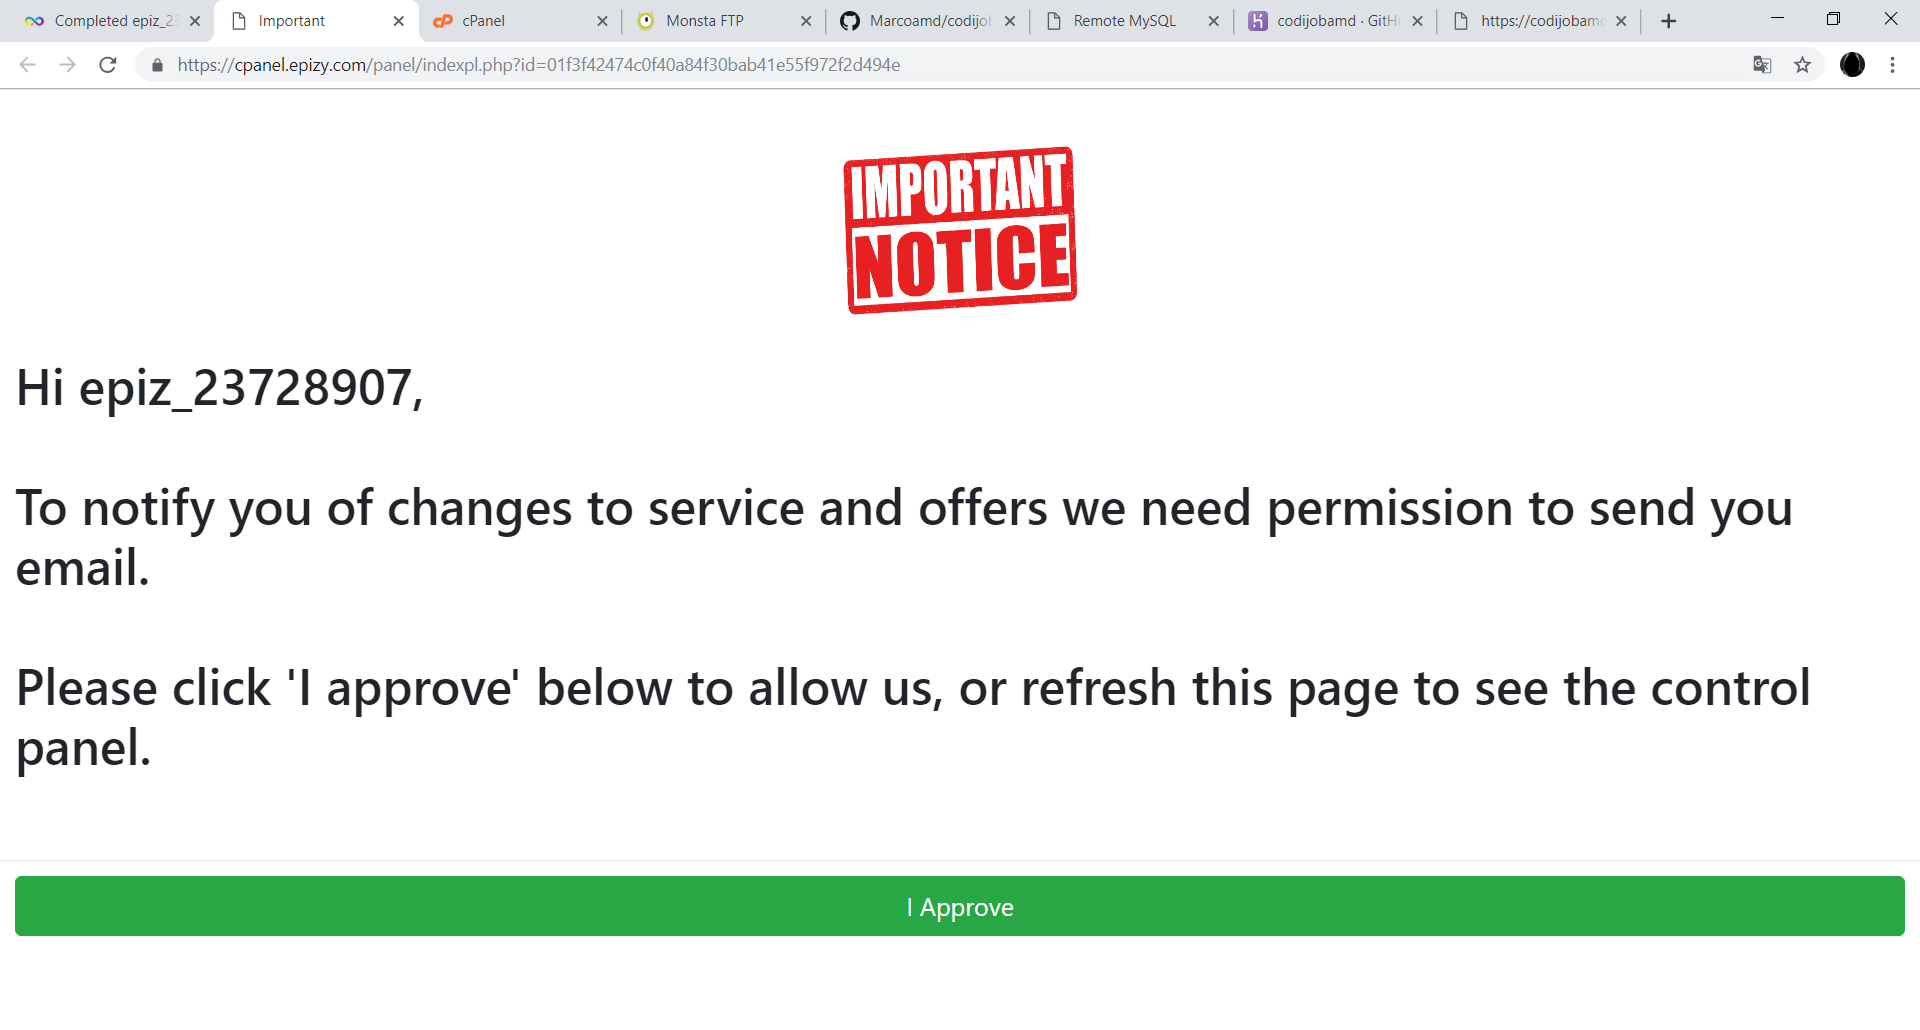 Completed epiz_23
Important
cPanel
Monsta FTP
Marcoamd/codijob
Remote MySQL
codijobamd · GitH
https://codijobamd
https://cpanel.epizy.com/panel/indexpl.php?id=01f3f42474c0f40a84f30bab41e55f972f2d494e
IMPORTANT
NOTICE
Hi epiz_23728907,
To notify you of changes to service and offers we need permission to send you
email.
Please click 'I approve' below to allow us, or refresh this page to see the control
panel.
I Approve